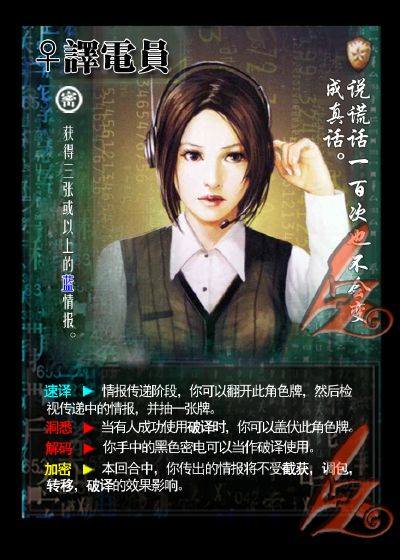 ♀譯電員
密
获得三张或以上的蓝情报。
说谎话一百次也不会变
成真话。
速译 ▶ 情报传递阶段，你可以翻开此角色牌，然后检
视传递中的情报，并抽一张牌。
洞悉 ▶ 当有人成功使用破译时，你可以盖伏此角色牌。
解码 ▶ 你手中的黑色密电可以当作破译使用。
加密 ▶ 本回合中，你传出的情报将不受截获，调包，
转移，破译的效果影响。